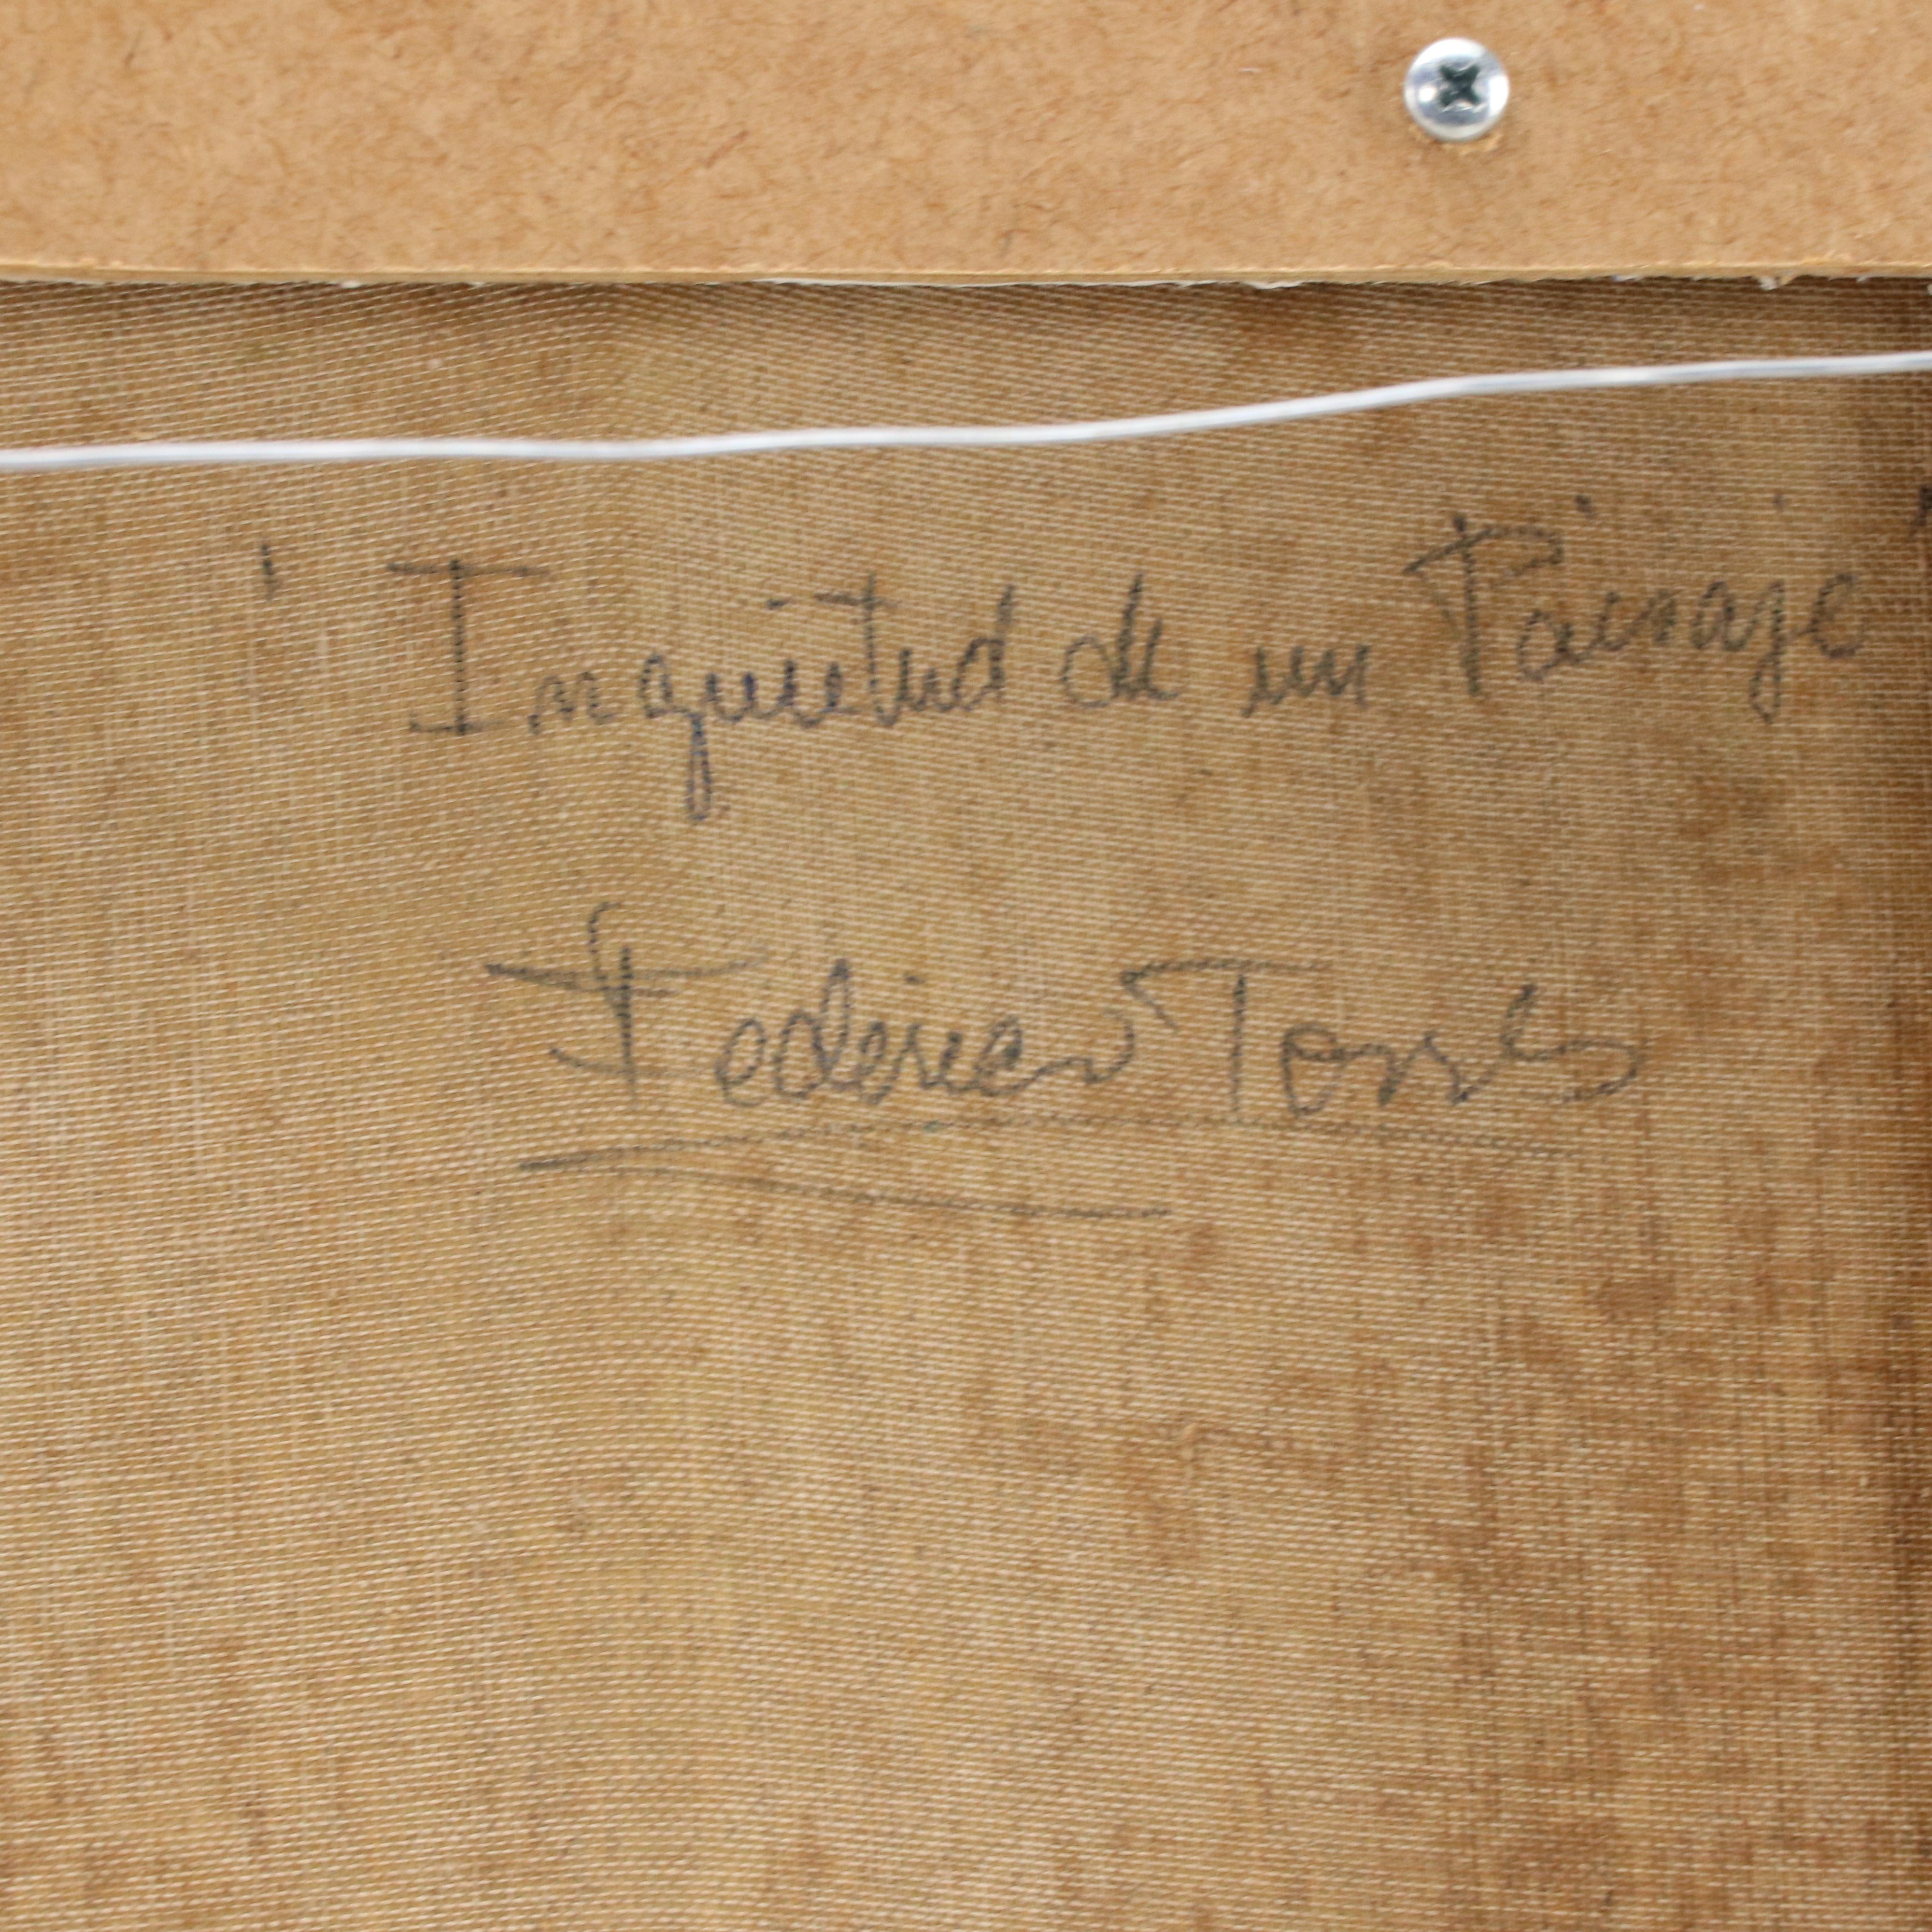 "Inquietud de un Paisaje"
Federico Torres